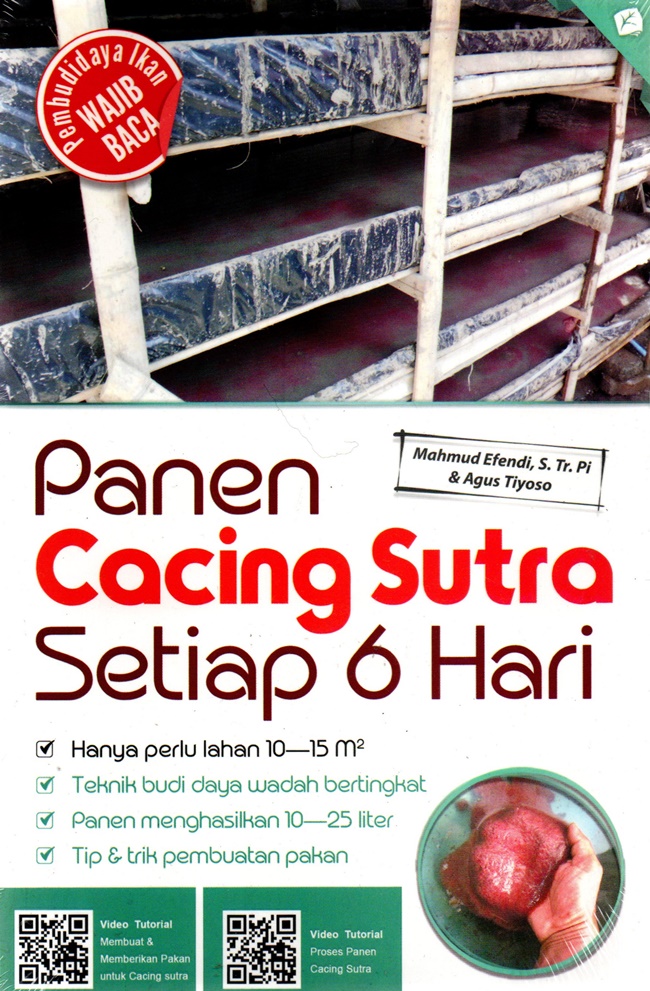 Pembudidaya Ikan
WAJIB
BACA
Mahmud Efendi, S. Tr. Pi
& Agus Tiyoso
Panen
Cacing Sutra
Setiap 6 Hari
Hanya perlu lahan 10—15 M²
Teknik budi daya wadah bertingkat
Panen menghasilkan 10—25 liter
Tip & trik pembuatan pakan
Video Tutorial
Membuat &
Memberikan Pakan
untuk Cacing sutra
Video Tutorial
Proses Panen
Cacing Sutra